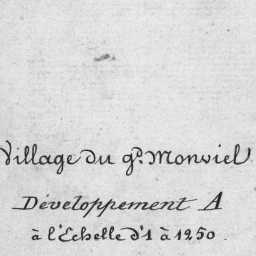 Village du gd. Monviel
Développement A
à l'Echelle d'1 à 1250.